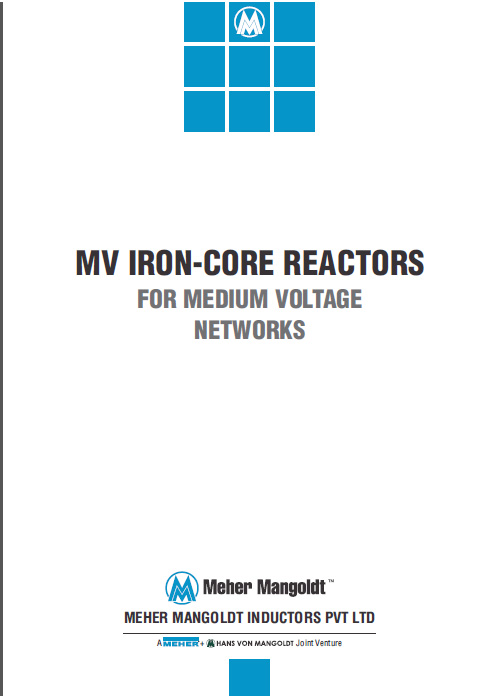 MV IRON-CORE REACTORS
FOR MEDIUM VOLTAGE
NETWORKS
Meher Mangoldt™
MEHER MANGOLDT INDUCTORS PVT LTD
A MEHER + HANS VON MANGOLDT Joint Venture